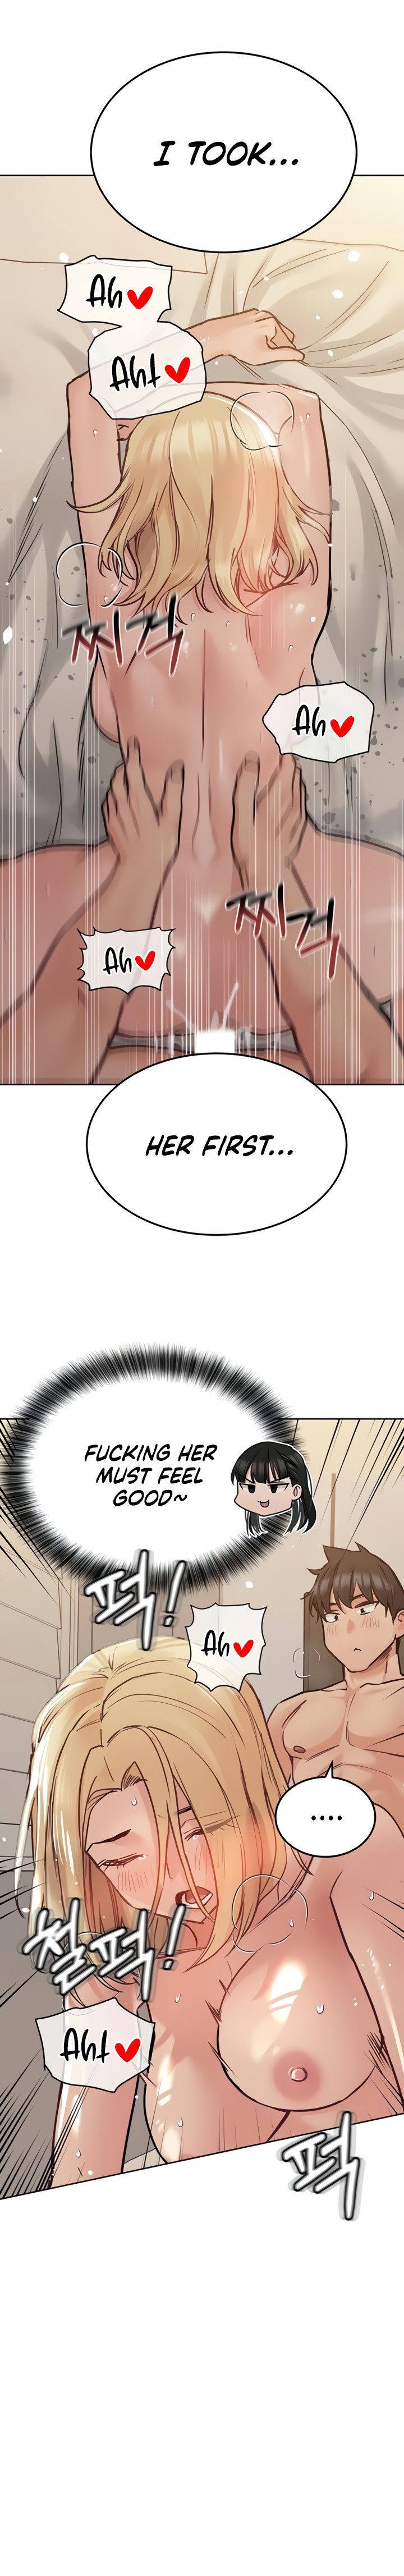 I TOOK...
Ah♥
Ah!♥
찌걱
Ah♥
찌걱
Ah♥
HER FIRST...
FUCKING HER
MUST FEEL
GOOD~
퍽!
Ah♥
....
철퍽!
Ah!♥
퍽